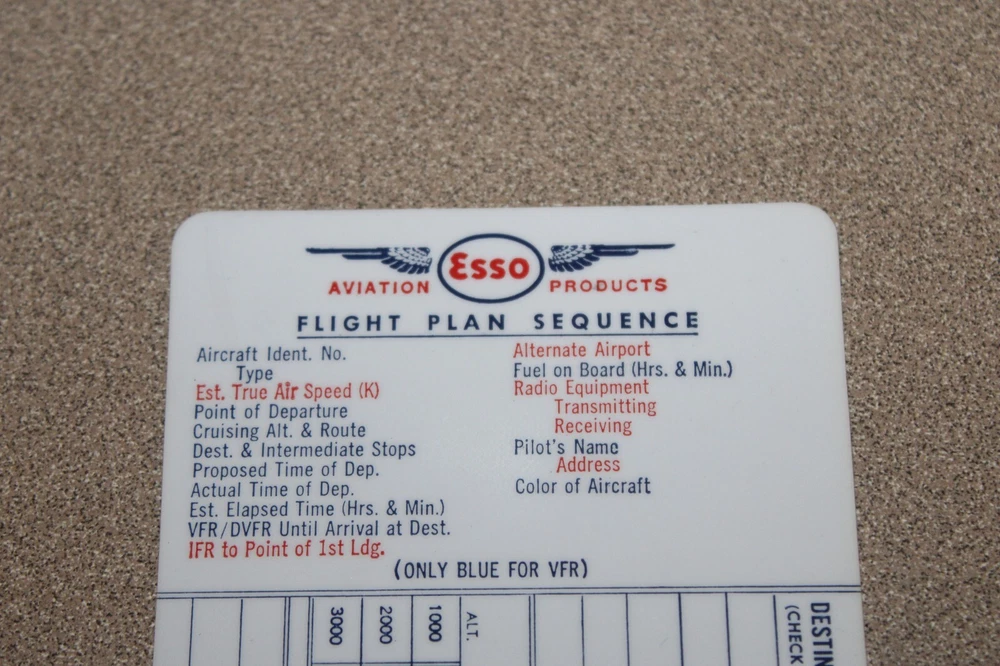 Esso
AVIATION PRODUCTS
FLIGHT PLAN SEQUENCE
Aircraft Ident. No.
Type
Est. True Air Speed (K)
Point of Departure
Cruising Alt. & Route
Dest. & Intermediate Stops
Proposed Time of Dep.
Actual Time of Dep.
Est. Elapsed Time (Hrs. & Min.)
VFR/DVFR Until Arrival at Dest.
IFR to Point of 1st Ldg.
Alternate Airport
Fuel on Board (Hrs. & Min.)
Radio Equipment
Transmitting
Receiving
Pilot's Name
Address
Color of Aircraft
(ONLY BLUE FOR VFR)
3000
2000
1000
ALT.
DESTIN
(CHECK